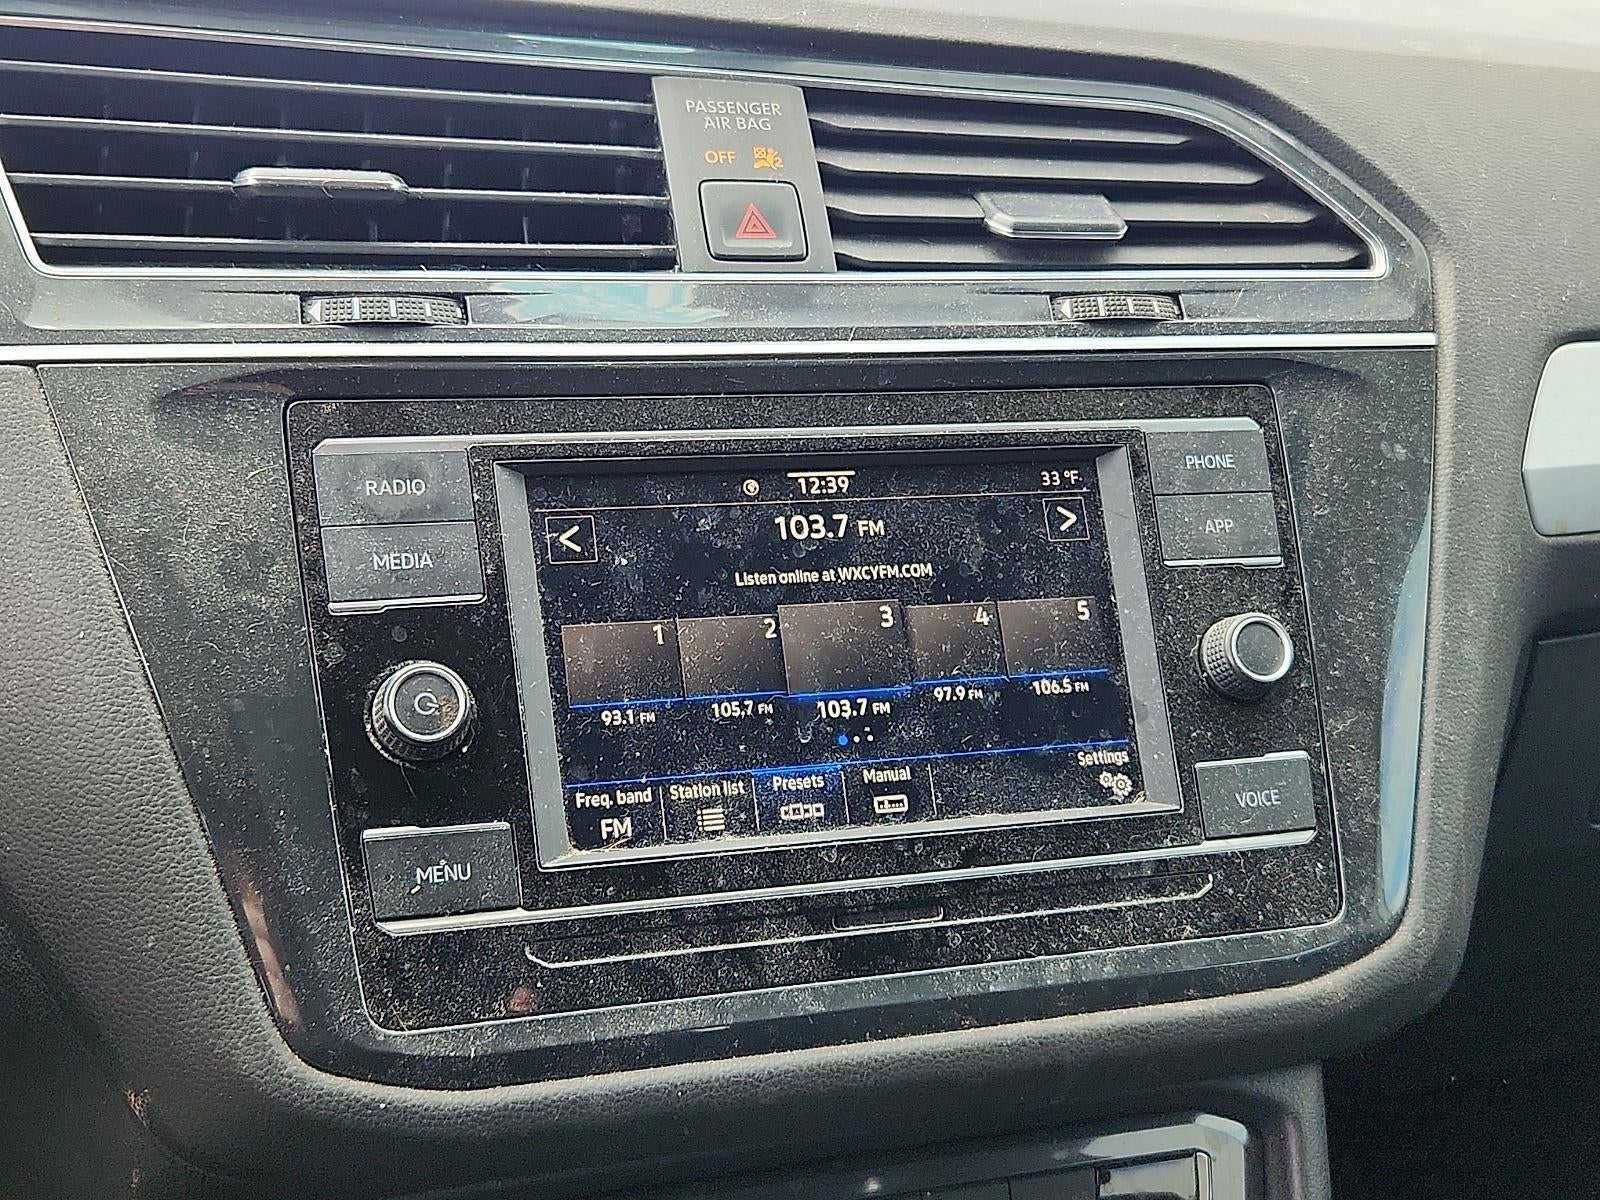 PASSENGER
AIR BAG
OFF 2
RADIO
MEDIA
MENU
PHONE
APP
VOICE
12:39 33 °F
< 103.7 FM >
Listen online at WXCYFM.COM
1 2 3 4 5
93.1 FM 105.7 FM 103.7 FM 97.9 FM 106.5 FM
Freq. band Station list Presets Manual Settings
FM